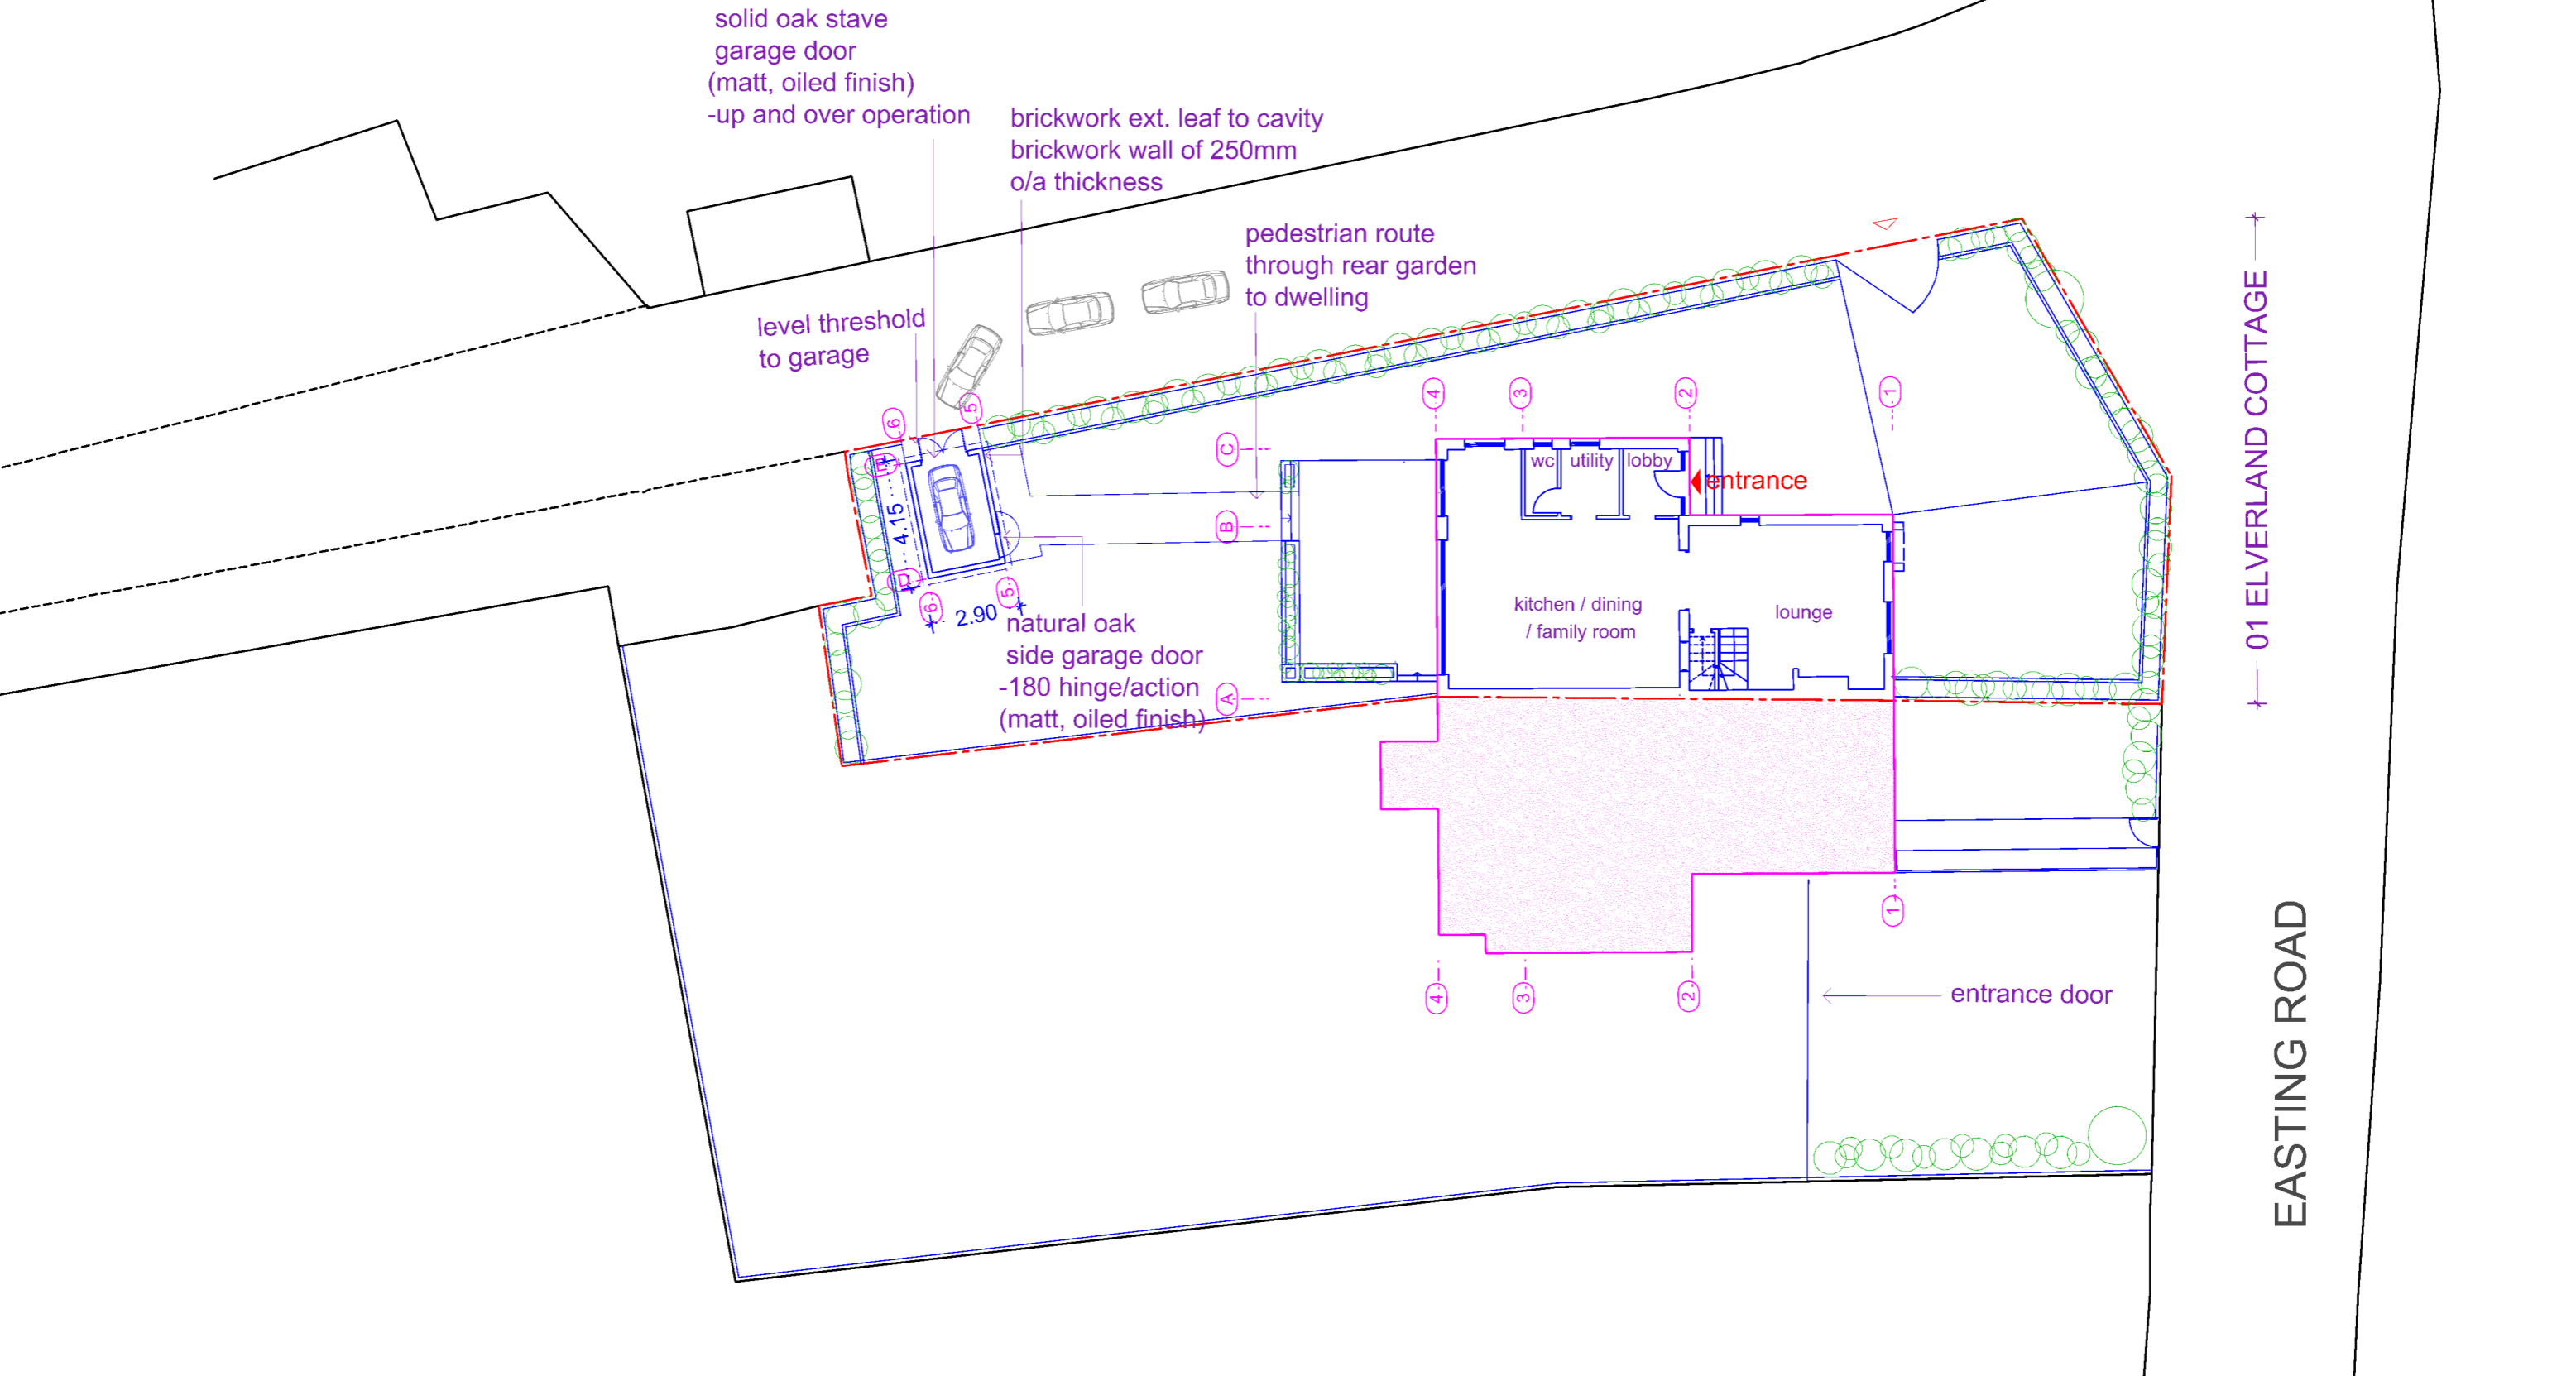 solid oak stave
garage door
(matt, oiled finish)
-up and over operation
brickwork ext. leaf to cavity
brickwork wall of 250mm
o/a thickness
pedestrian route
through rear garden
to dwelling
level threshold
to garage
6
5
E
4.15
D
6
5
2.90
natural oak
side garage door
-180 hinge/action
(matt, oiled finish)
4
3
2
1
C
B
A
wc
utility
lobby
entrance
kitchen / dining
/ family room
lounge
01 ELVERLAND COTTAGE
1
4
3
2
entrance door
EASTING ROAD